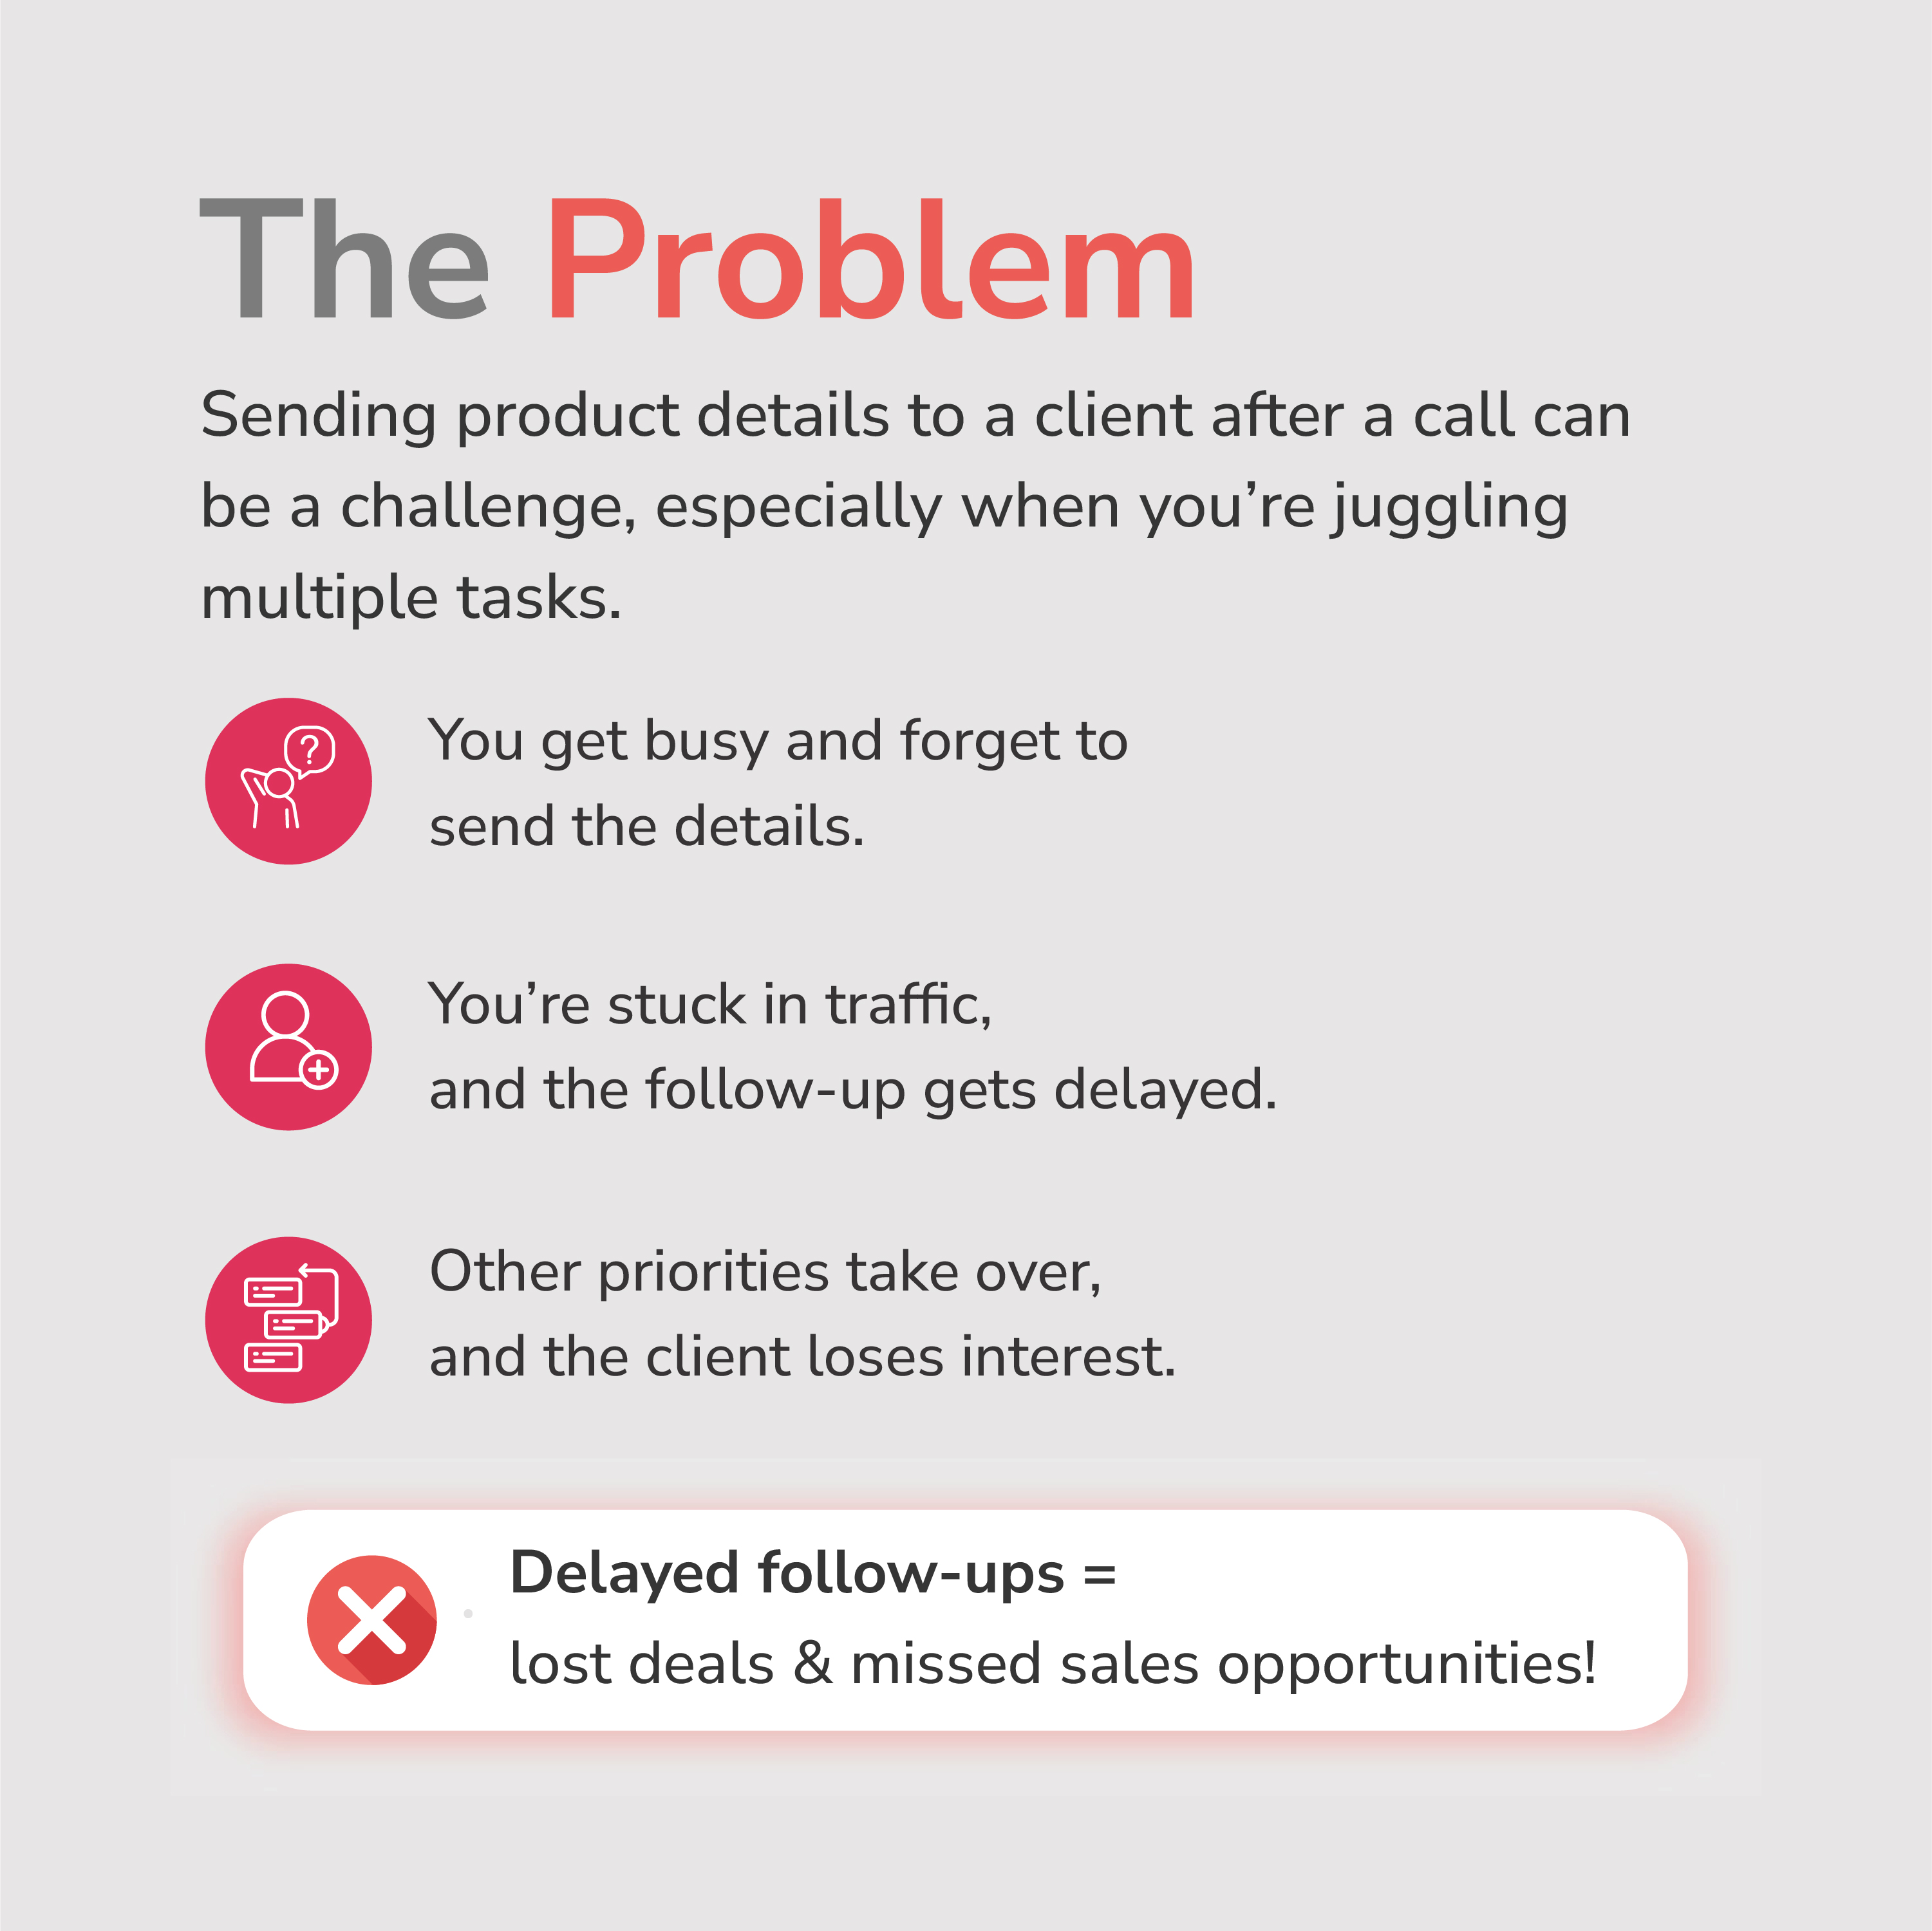 The Problem
Sending product details to a client after a call can
be a challenge, especially when you’re juggling
multiple tasks.
?
You get busy and forget to
send the details.
You’re stuck in traffic,
and the follow-up gets delayed.
Other priorities take over,
and the client loses interest.
Delayed follow-ups =
lost deals & missed sales opportunities!